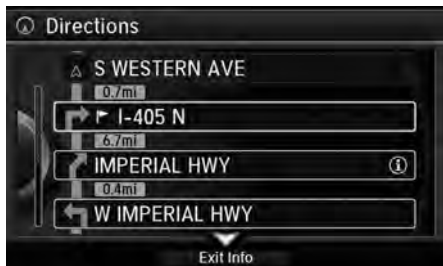 Directions
S WESTERN AVE
0.7mi
I-405 N
6.7mi
IMPERIAL HWY
0.4mi
W IMPERIAL HWY
Exit Info